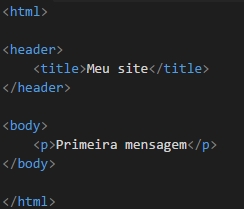 <html>
<header>
<title>Meu site</title>
</header>
<body>
<p>Primeira mensagem</p>
</body>
</html>